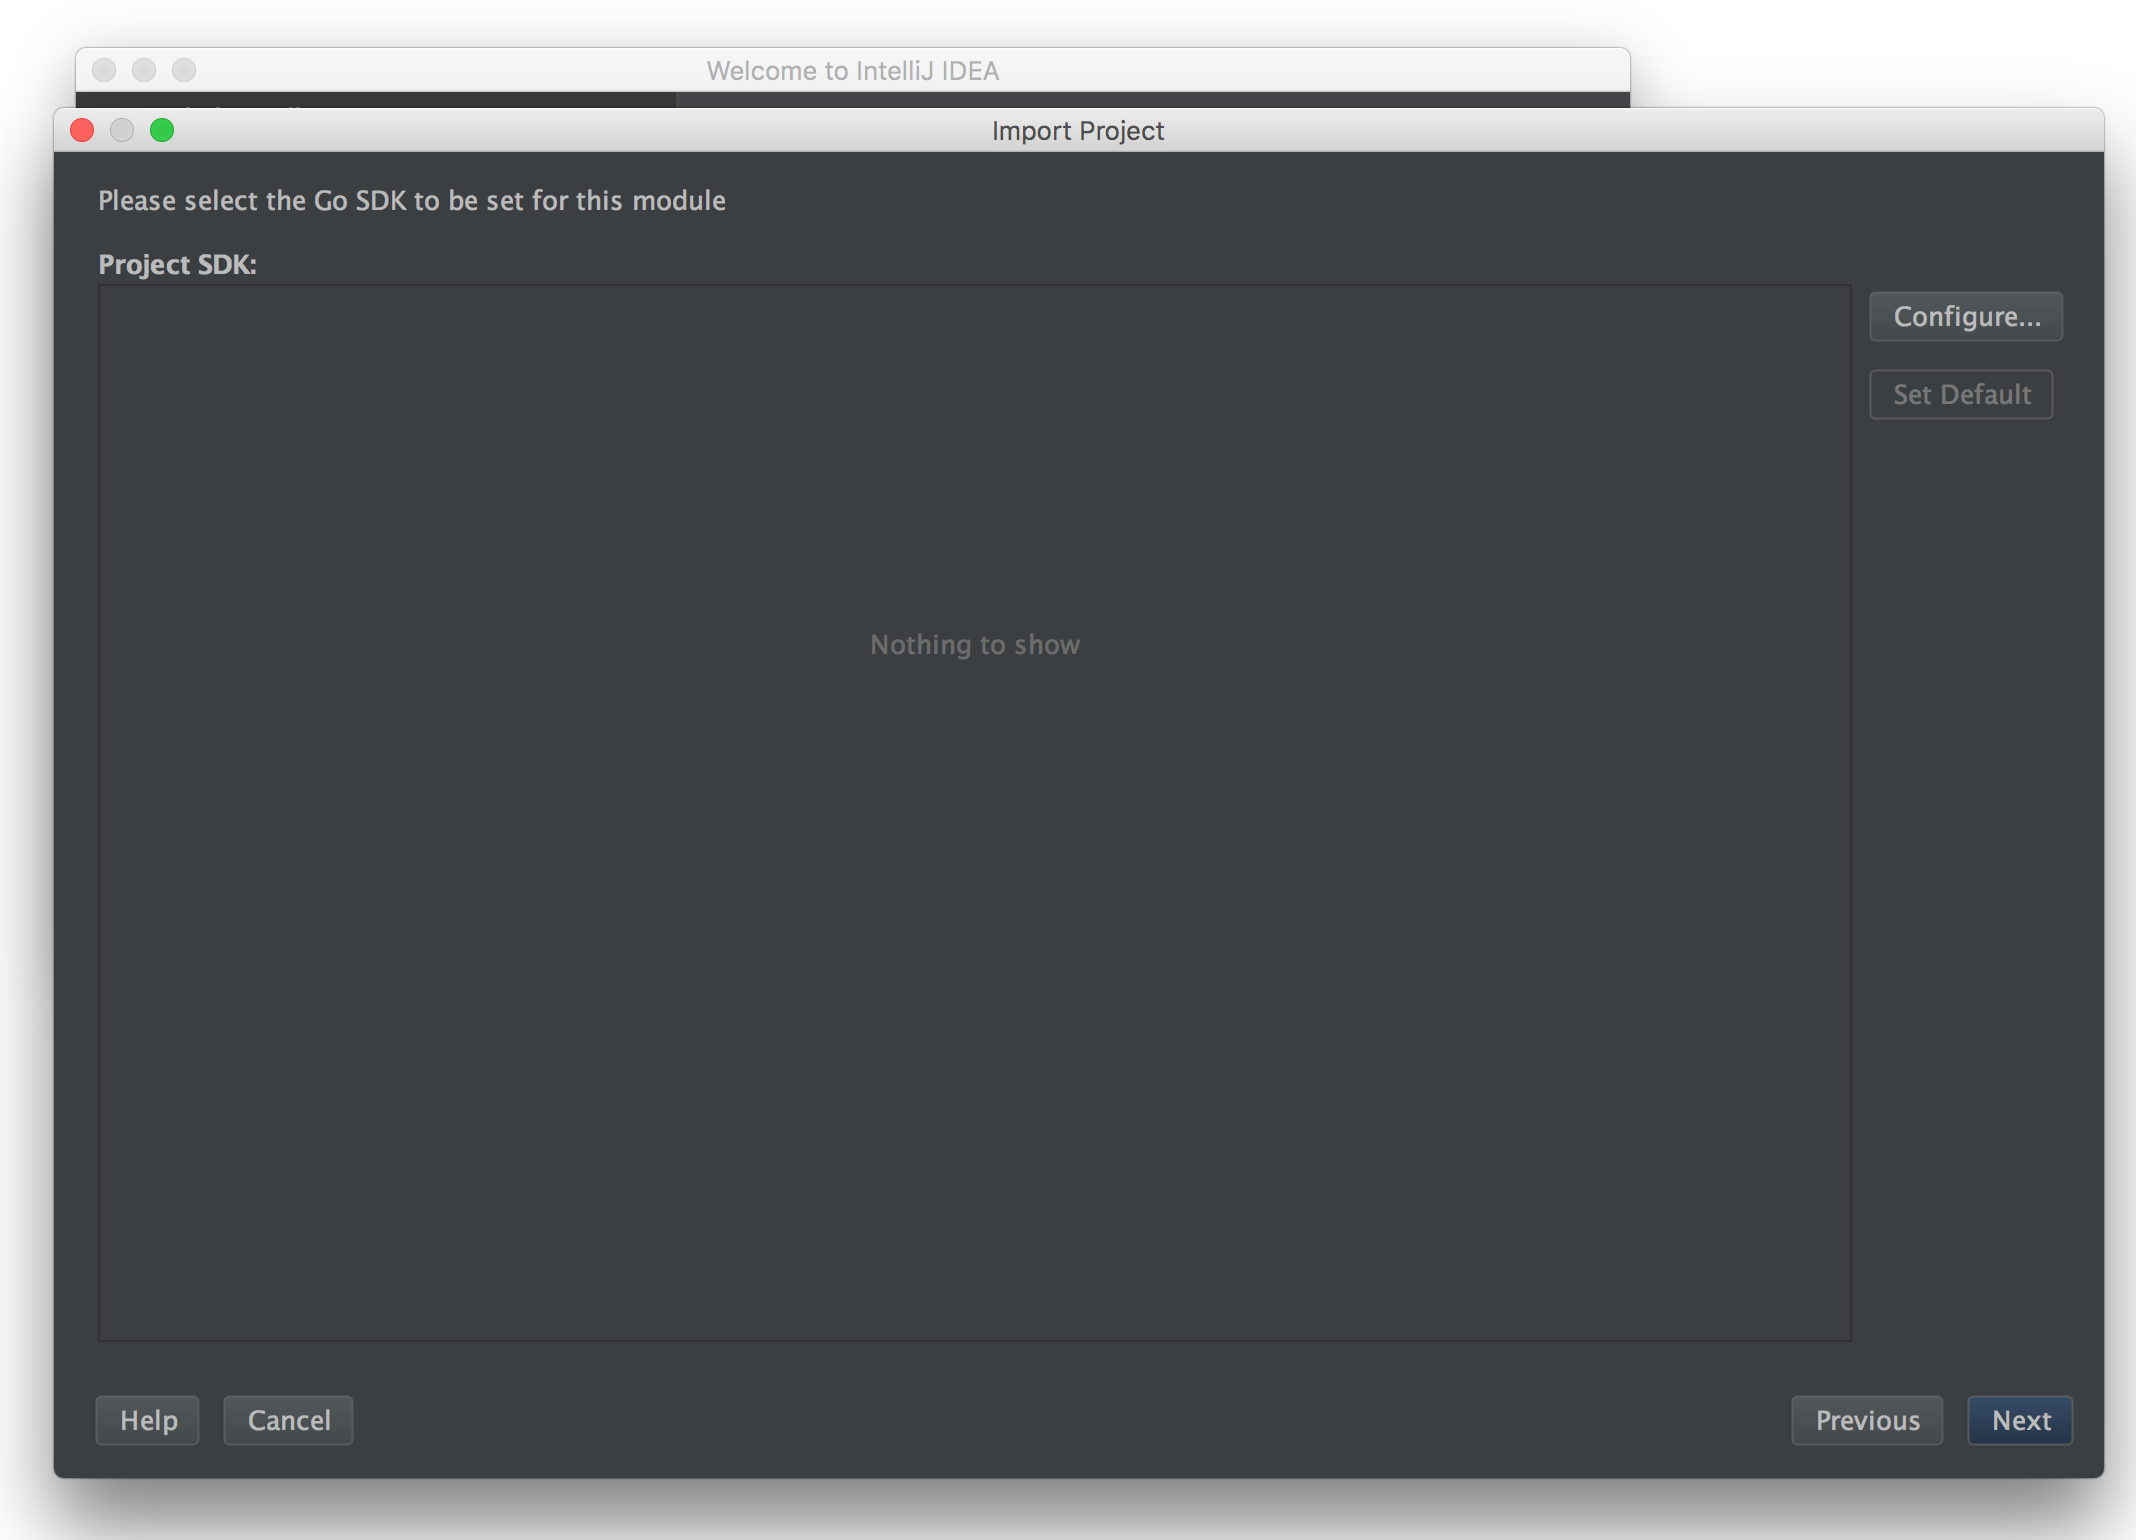 Welcome to IntelliJ IDEA
Import Project
Please select the Go SDK to be set for this module
Project SDK:
Configure...
Set Default
Nothing to show
Help Cancel Previous Next